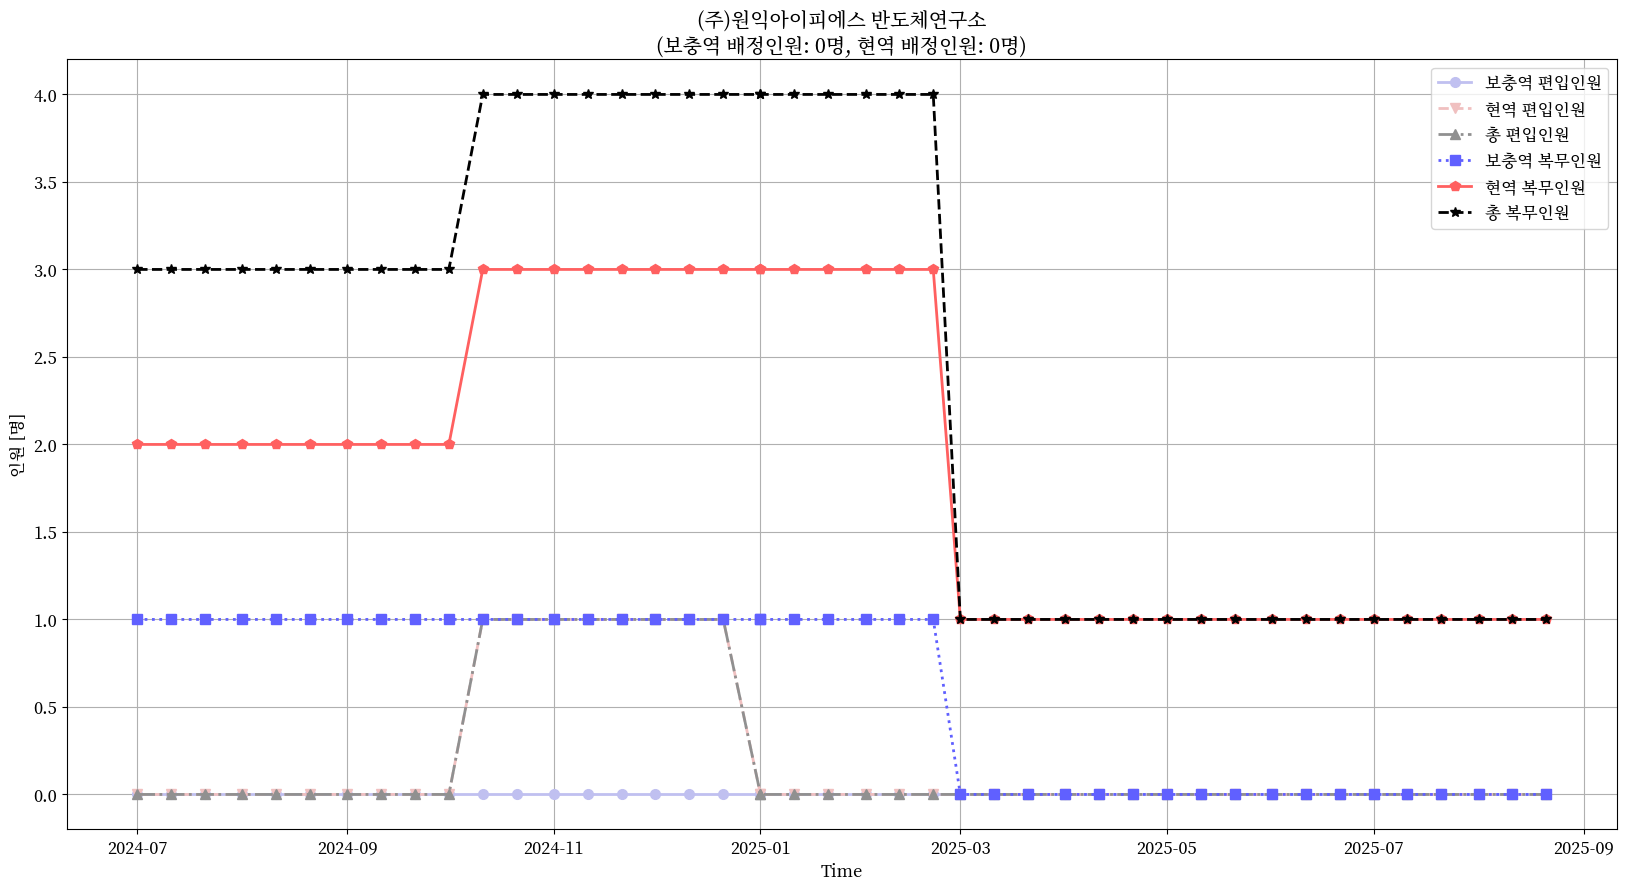 (주)원익아이피에스 반도체연구소
(보충역 배정인원: 0명, 현역 배정인원: 0명)
보충역 편입인원
현역 편입인원
총 편입인원
보충역 복무인원
현역 복무인원
총 복무인원
인원 [명]
4.0
3.5
3.0
2.5
2.0
1.5
1.0
0.5
0.0
2024-07
2024-09
2024-11
2025-01
2025-03
2025-05
2025-07
2025-09
Time